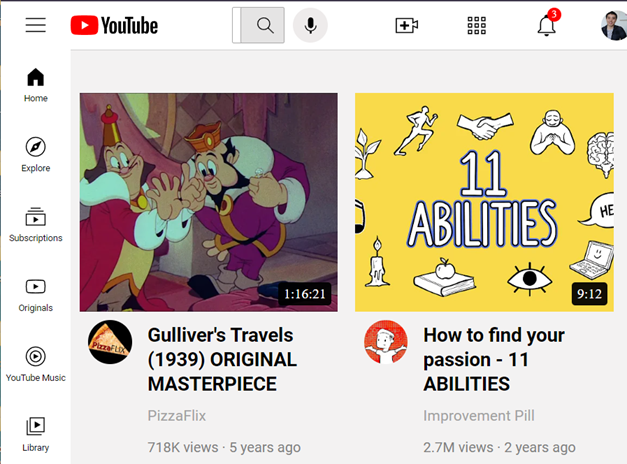 YouTube
3
Home
Explore
Subscriptions
Originals
YouTube Music
Library
1:16:21
11
ABILITIES
HE
9:12
PizzaFLIX
Gulliver's Travels
(1939) ORIGINAL
MASTERPIECE
PizzaFlix
718K views · 5 years ago
How to find your
passion - 11
ABILITIES
Improvement Pill
2.7M views · 2 years ago